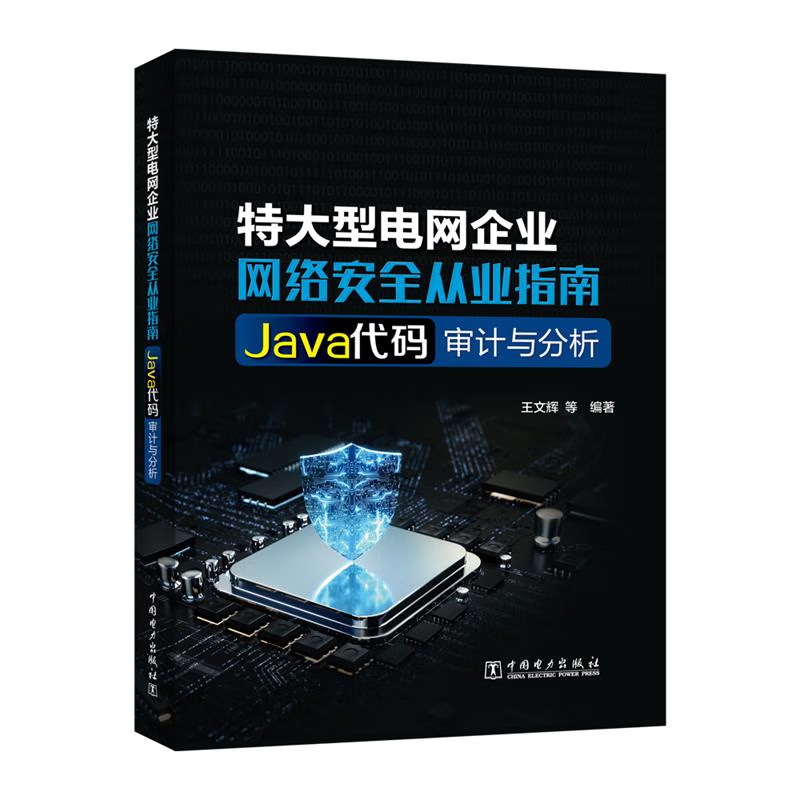 特大型电网企业
网络安全从业指南
Java代码 审计与分析
王文辉 等 编著
中国电力出版社
CHINA ELECTRIC POWER PRESS
特大型电网企业网络安全从业指南 Java代码 审计与分析
中国电力出版社